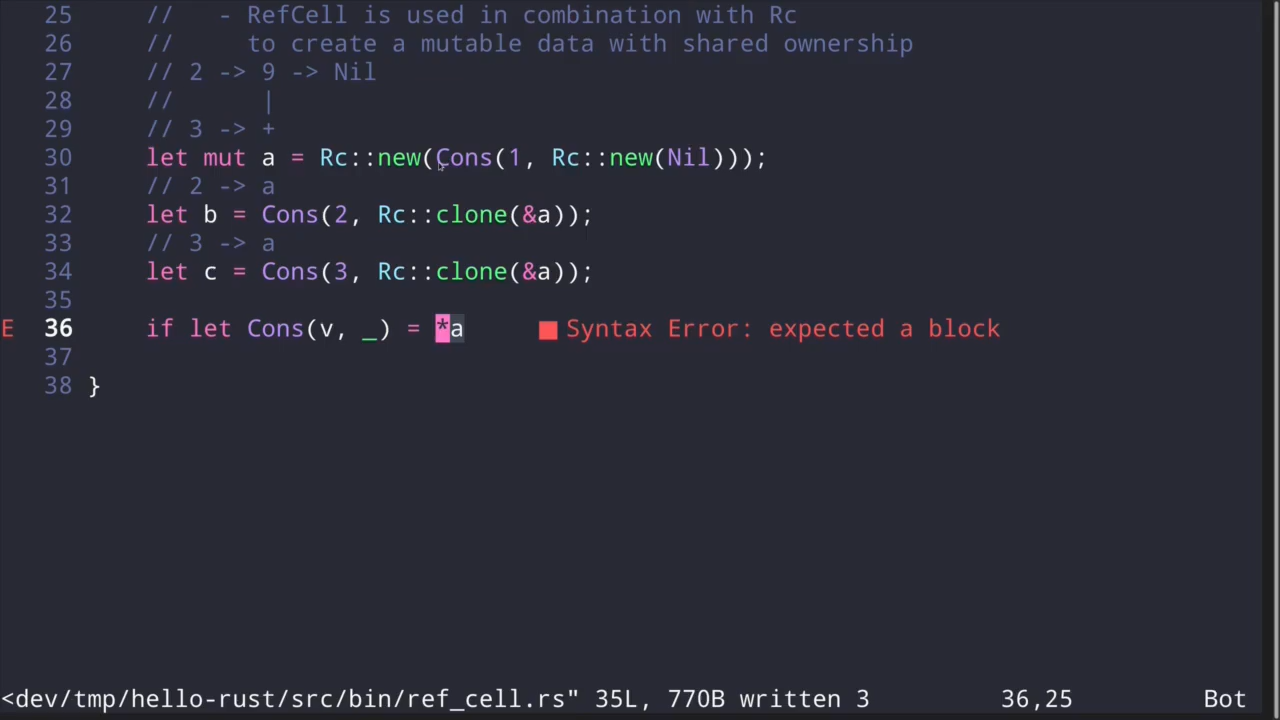 25     //   - RefCell is used in combination with Rc
26     //     to create a mutable data with shared ownership
27     // 2 -> 9 -> Nil
28     //      |
29     // 3 -> +
30     let mut a = Rc::new(Cons(1, Rc::new(Nil)));
31     // 2 -> a
32     let b = Cons(2, Rc::clone(&a));
33     // 3 -> a
34     let c = Cons(3, Rc::clone(&a));
35
E 36     if let Cons(v, _) = *a     ■ Syntax Error: expected a block
37
38 }
<dev/tmp/hello-rust/src/bin/ref_cell.rs" 35L, 770B written 3 36,25 Bot